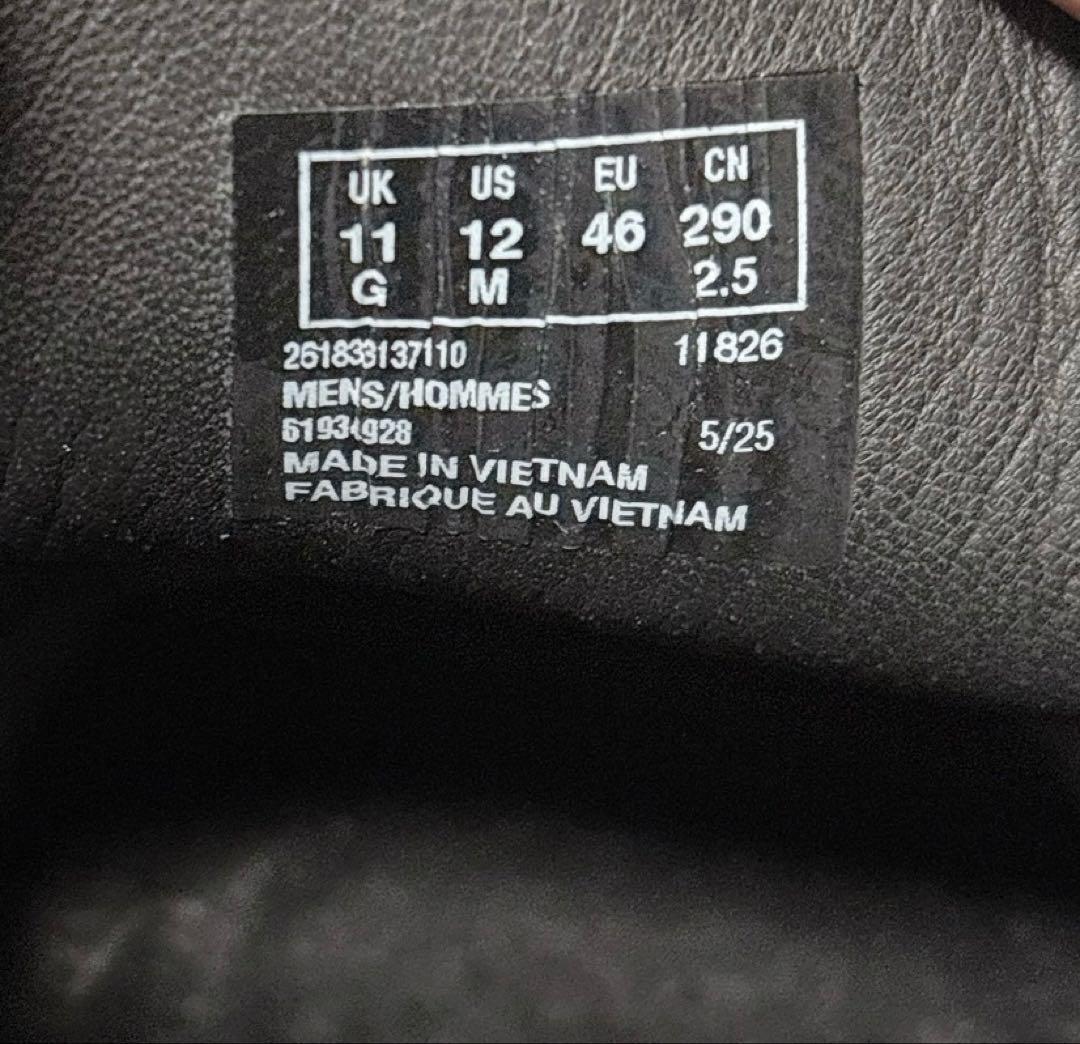 UK US EU CN
11 12 46 290
G M 2.5
261833137110 11826
MENS/HOMMES
5/25
MADE IN VIETNAM
FABRIQUE AU VIETNAM